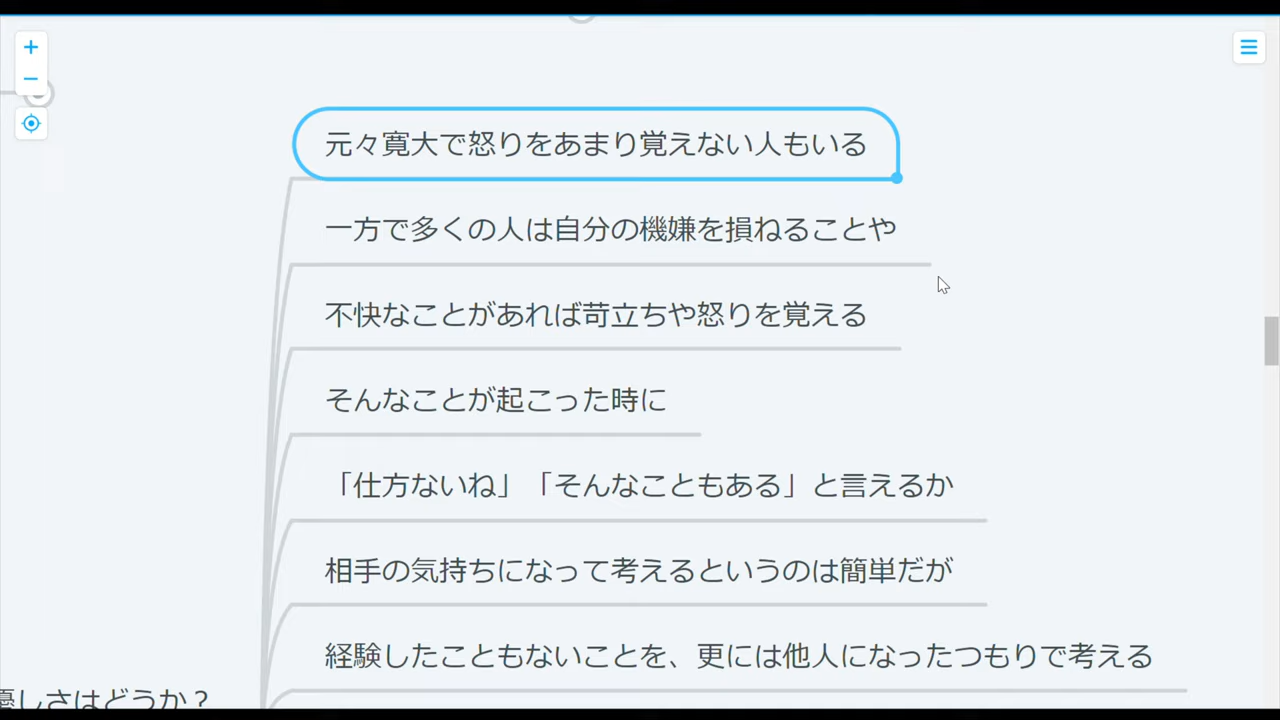 元々寛大で怒りをあまり覚えない人もいる
一方で多くの人は自分の機嫌を損ねることや
不快なことがあれば苛立ちや怒りを覚える
そんなことが起こった時に
「仕方ないね」「そんなこともある」と言えるか
相手の気持ちになって考えるというのは簡単だが
経験したこともないことを、更には他人になったつもりで考える
優しさはどうか？